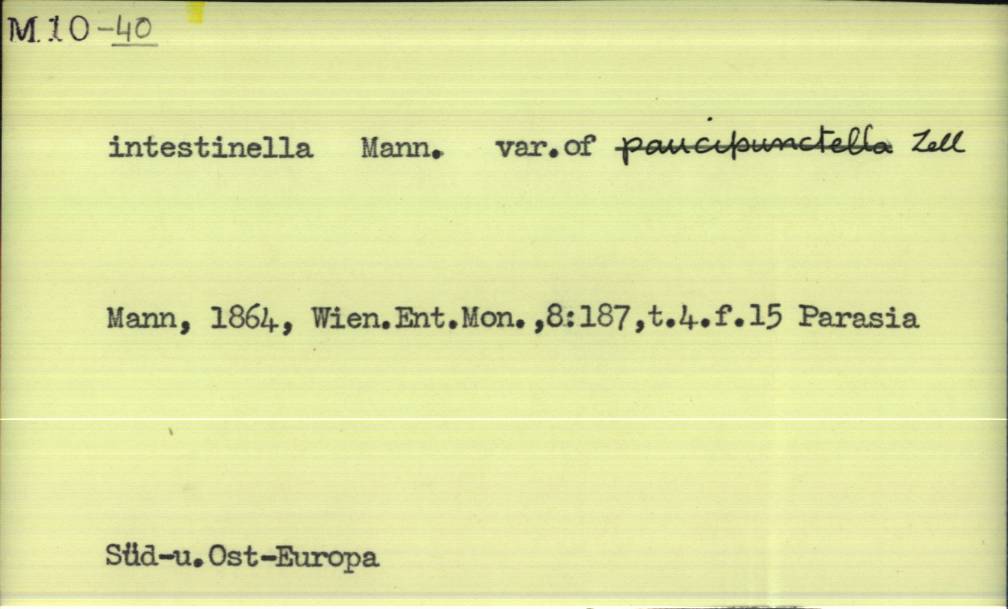 M.10-40
intestinella Mann. var.of paucipunctella Zell
Mann, 1864, Wien.Ent.Mon.,8:187,t.4.f.15 Parasia
Süd-u.Ost-Europa